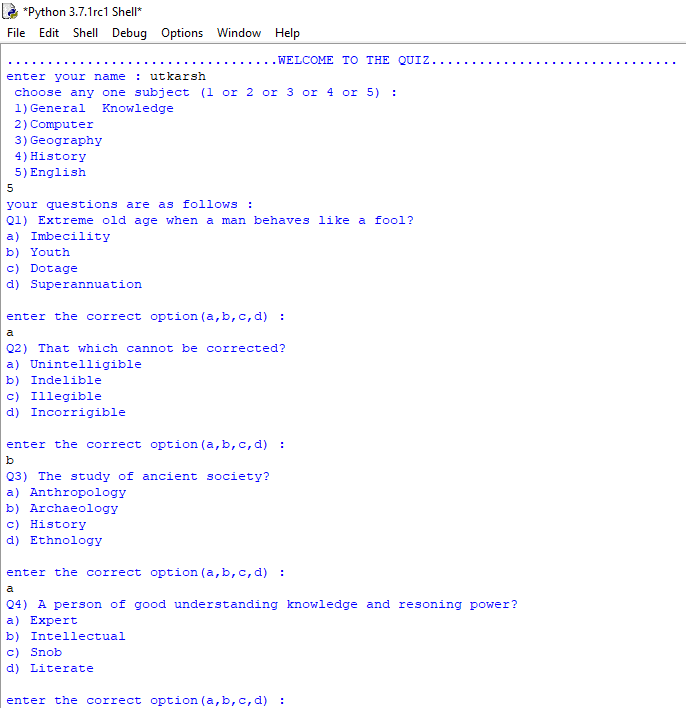 *Python 3.7.1rc1 Shell*
File Edit Shell Debug Options Window Help
..................................WELCOME TO THE QUIZ...............................
enter your name : utkarsh
choose any one subject (1 or 2 or 3 or 4 or 5) :
1)General  Knowledge
2)Computer
3)Geography
4)History
5)English
5
your questions are as follows :
Q1) Extreme old age when a man behaves like a fool?
a) Imbecility
b) Youth
c) Dotage
d) Superannuation
enter the correct option(a,b,c,d) :
a
Q2) That which cannot be corrected?
a) Unintelligible
b) Indelible
c) Illegible
d) Incorrigible
enter the correct option(a,b,c,d) :
b
Q3) The study of ancient society?
a) Anthropology
b) Archaeology
c) History
d) Ethnology
enter the correct option(a,b,c,d) :
a
Q4) A person of good understanding knowledge and resoning power?
a) Expert
b) Intellectual
c) Snob
d) Literate
enter the correct option(a,b,c,d) :